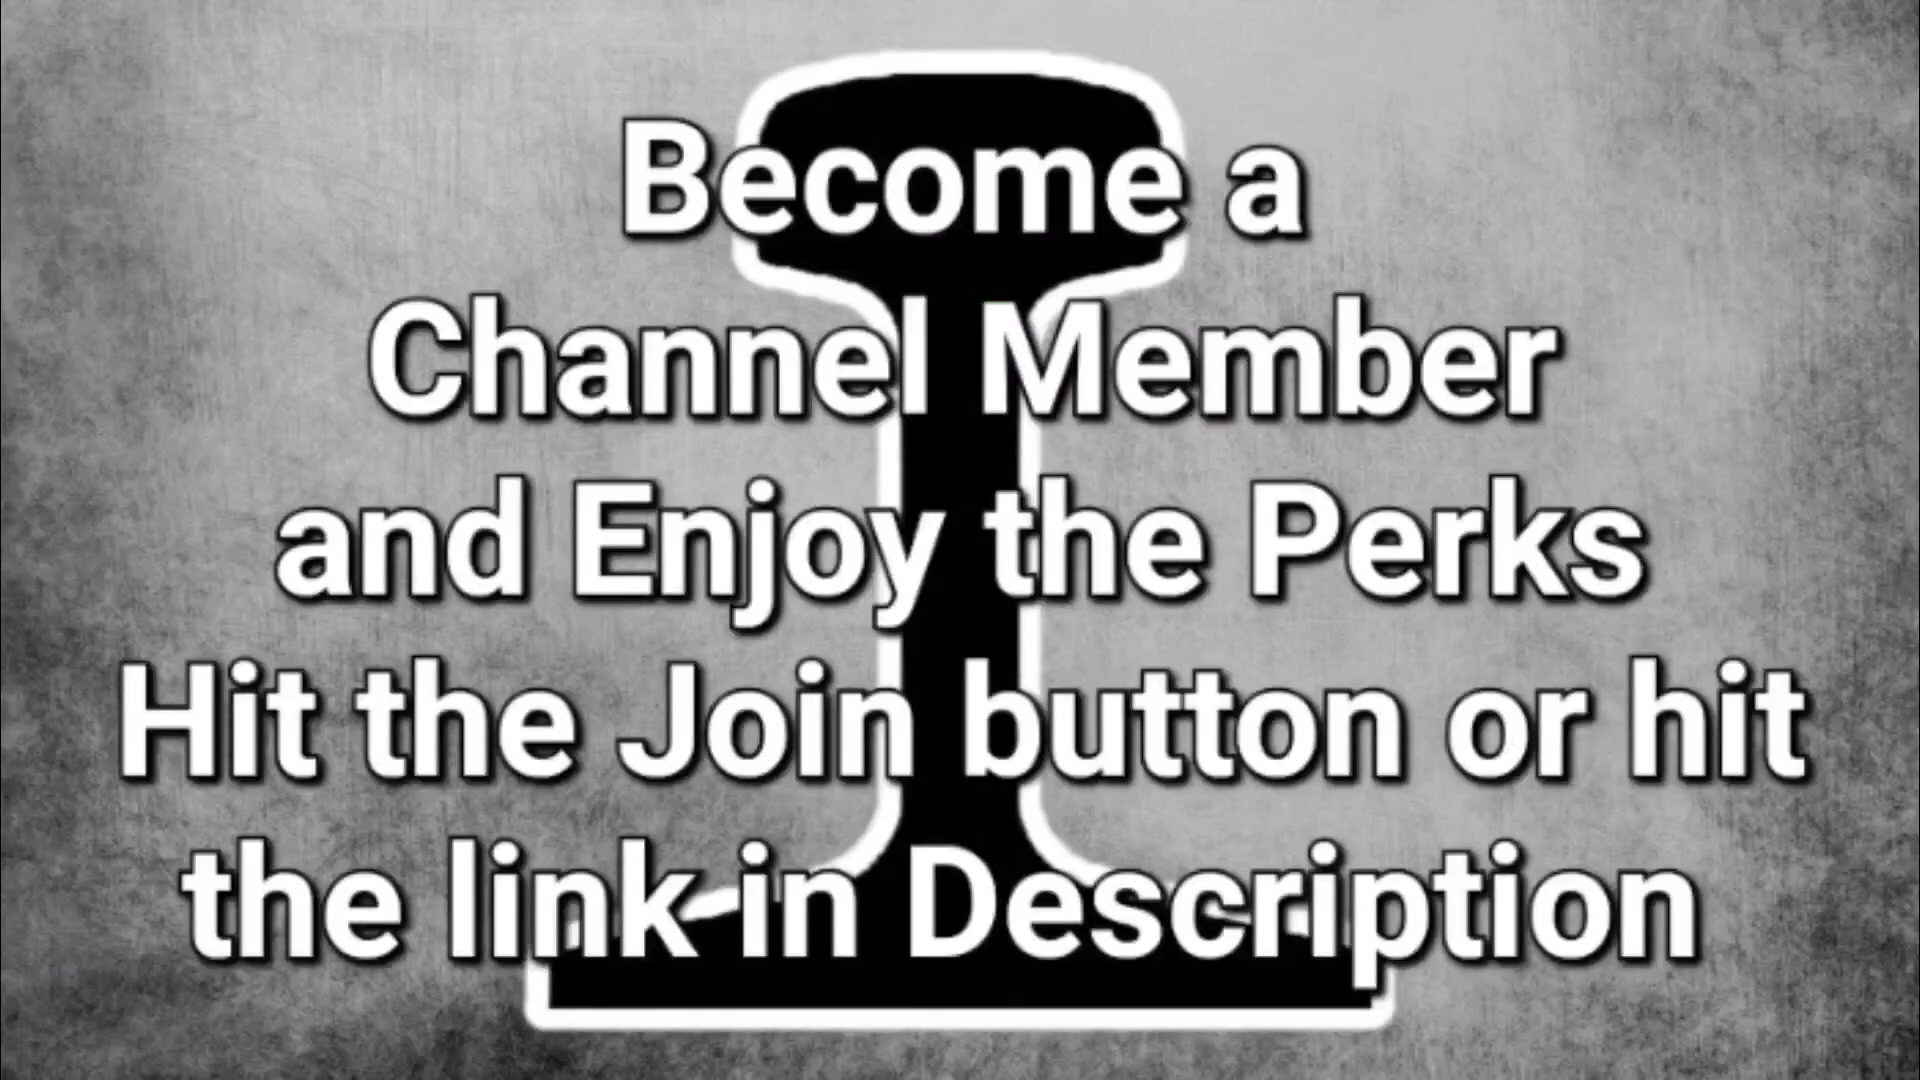 Become a
Channel Member
and Enjoy the Perks
Hit the Join button or hit
the link in Description